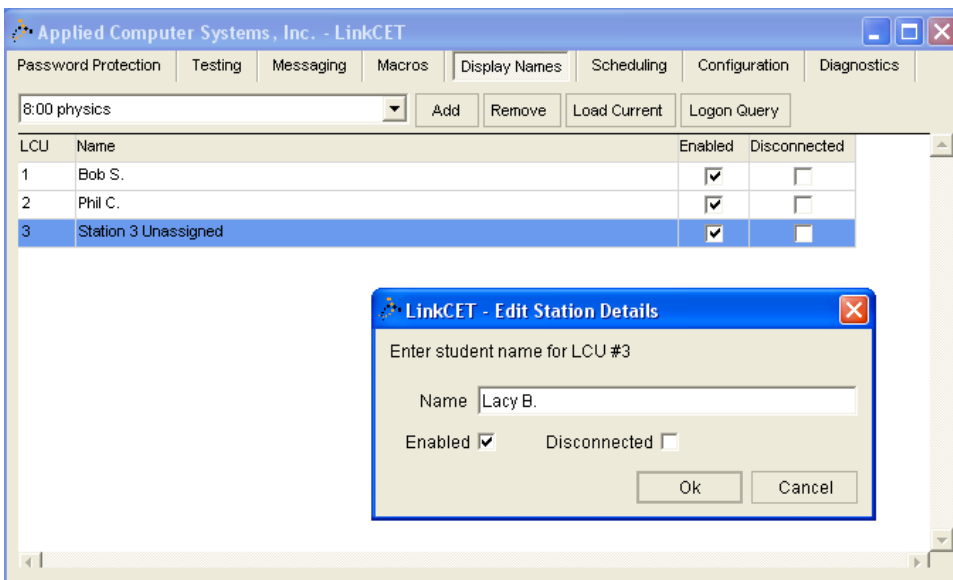 Applied Computer Systems, Inc. - LinkCET
Password Protection Testing Messaging Macros Display Names Scheduling Configuration Diagnostics
8:00 physics Add Remove Load Current Logon Query
LCU Name Enabled Disconnected
1 Bob S.
2 Phil C.
3 Station 3 Unassigned
LinkCET - Edit Station Details
Enter student name for LCU #3
Name Lacy B.
Enabled Disconnected
Ok Cancel